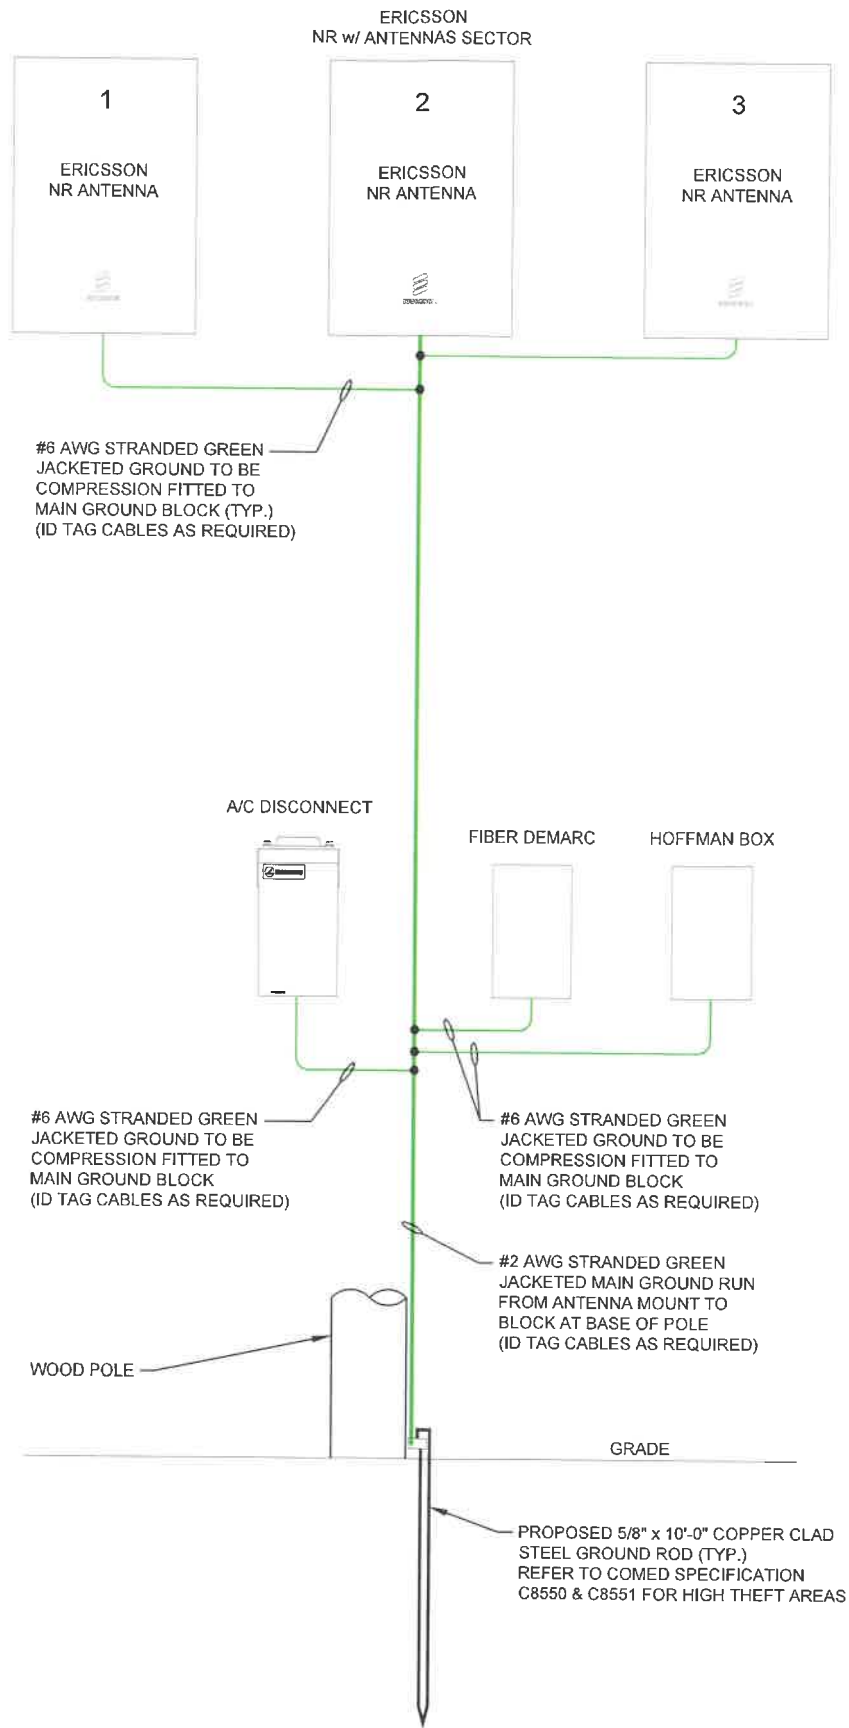 ERICSSON
NR w/ ANTENNAS SECTOR
1
ERICSSON
NR ANTENNA
2
ERICSSON
NR ANTENNA
3
ERICSSON
NR ANTENNA
#6 AWG STRANDED GREEN
JACKETED GROUND TO BE
COMPRESSION FITTED TO
MAIN GROUND BLOCK (TYP.)
(ID TAG CABLES AS REQUIRED)
A/C DISCONNECT
FIBER DEMARC
HOFFMAN BOX
#6 AWG STRANDED GREEN
JACKETED GROUND TO BE
COMPRESSION FITTED TO
MAIN GROUND BLOCK
(ID TAG CABLES AS REQUIRED)
#6 AWG STRANDED GREEN
JACKETED GROUND TO BE
COMPRESSION FITTED TO
MAIN GROUND BLOCK
(ID TAG CABLES AS REQUIRED)
#2 AWG STRANDED GREEN
JACKETED MAIN GROUND RUN
FROM ANTENNA MOUNT TO
BLOCK AT BASE OF POLE
(ID TAG CABLES AS REQUIRED)
WOOD POLE
GRADE
PROPOSED 5/8" x 10'-0" COPPER CLAD
STEEL GROUND ROD (TYP.)
REFER TO COMED SPECIFICATION
C8550 & C8551 FOR HIGH THEFT AREAS